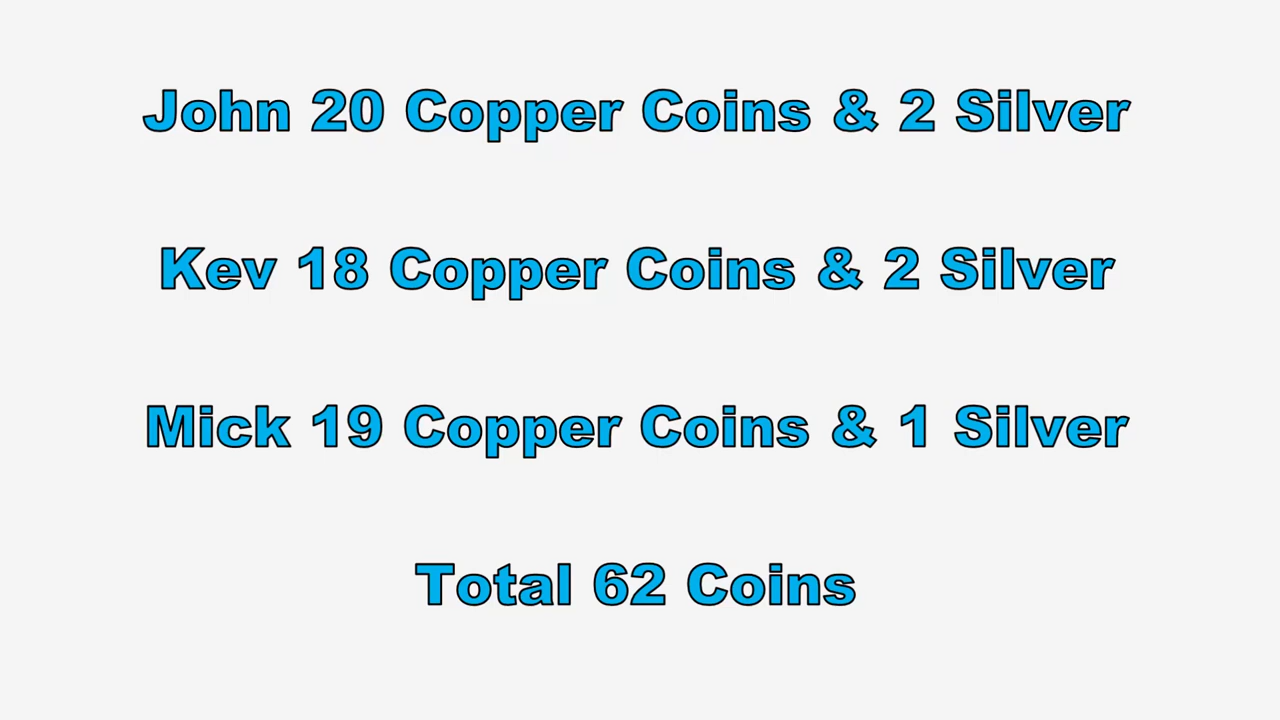 John 20 Copper Coins & 2 Silver
Kev 18 Copper Coins & 2 Silver
Mick 19 Copper Coins & 1 Silver
Total 62 Coins